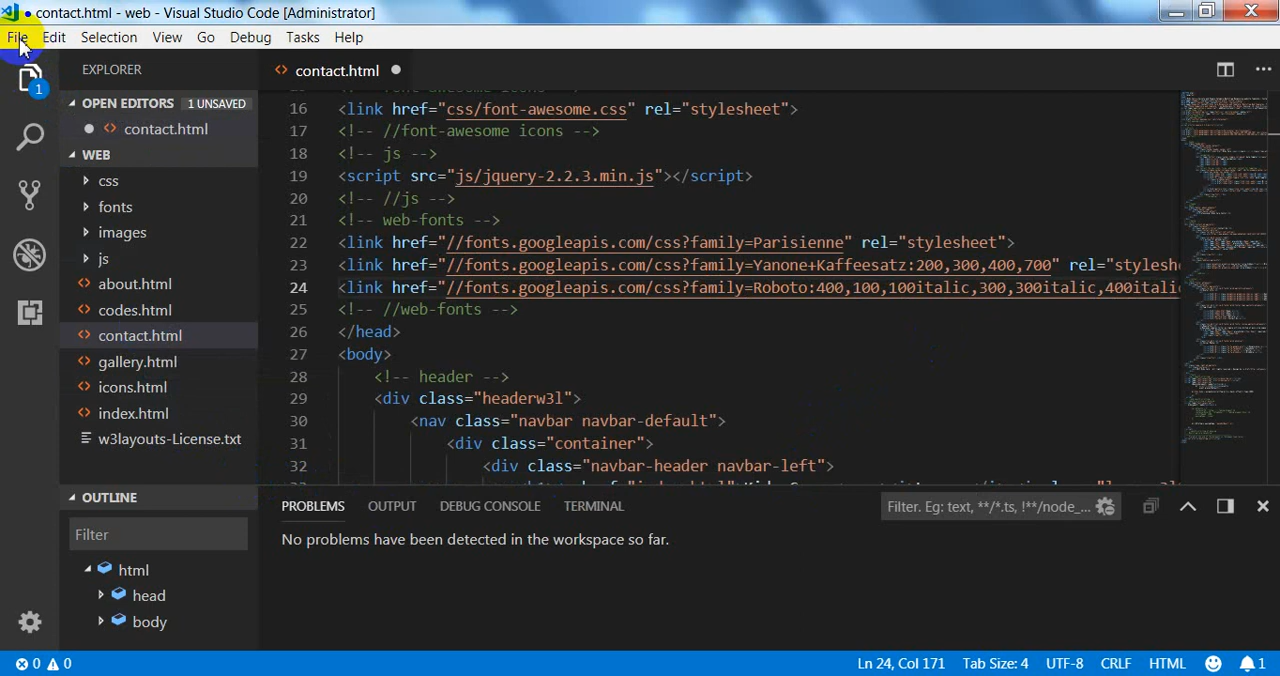 contact.html - web - Visual Studio Code [Administrator]
File Edit Selection View Go Debug Tasks Help
1
EXPLORER
OPEN EDITORS 1 UNSAVED
contact.html
WEB
css
fonts
images
js
about.html
codes.html
contact.html
gallery.html
icons.html
index.html
w3layouts-License.txt
OUTLINE
Filter
html
head
body
contact.html
16 <link href="css/font-awesome.css" rel="stylesheet">
17 <!-- //font-awesome icons -->
18 <!-- js -->
19 <script src="js/jquery-2.2.3.min.js"></script>
20 <!-- //js -->
21 <!-- web-fonts -->
22 <link href="//fonts.googleapis.com/css?family=Parisienne" rel="stylesheet">
23 <link href="//fonts.googleapis.com/css?family=Yanone+Kaffeesatz:200,300,400,700" rel="stylesh
24 <link href="//fonts.googleapis.com/css?family=Roboto:400,100,100italic,300,300italic,400itali
25 <!-- //web-fonts -->
26 </head>
27 <body>
28 <!-- header -->
29 <div class="headerw3l">
30 <nav class="navbar navbar-default">
31 <div class="container">
32 <div class="navbar-header navbar-left">
PROBLEMS OUTPUT DEBUG CONSOLE TERMINAL
Filter. Eg: text, **/*.ts, !**/node_...
No problems have been detected in the workspace so far.
0 0 Ln 24, Col 171 Tab Size: 4 UTF-8 CRLF HTML 1